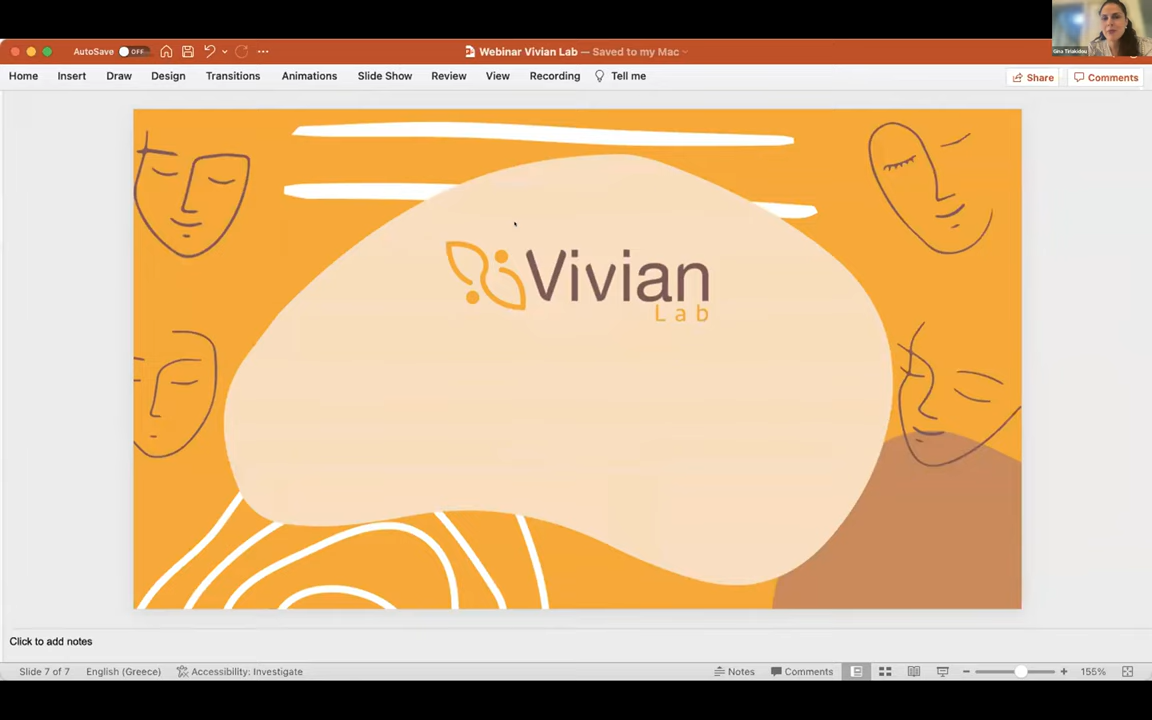 AutoSave OFF
Webinar Vivian Lab — Saved to my Mac
Home Insert Draw Design Transitions Animations Slide Show Review View Recording Tell me
Share Comments
Vivian
Lab
Click to add notes
Slide 7 of 7 English (Greece) Accessibility: Investigate Notes Comments 155%